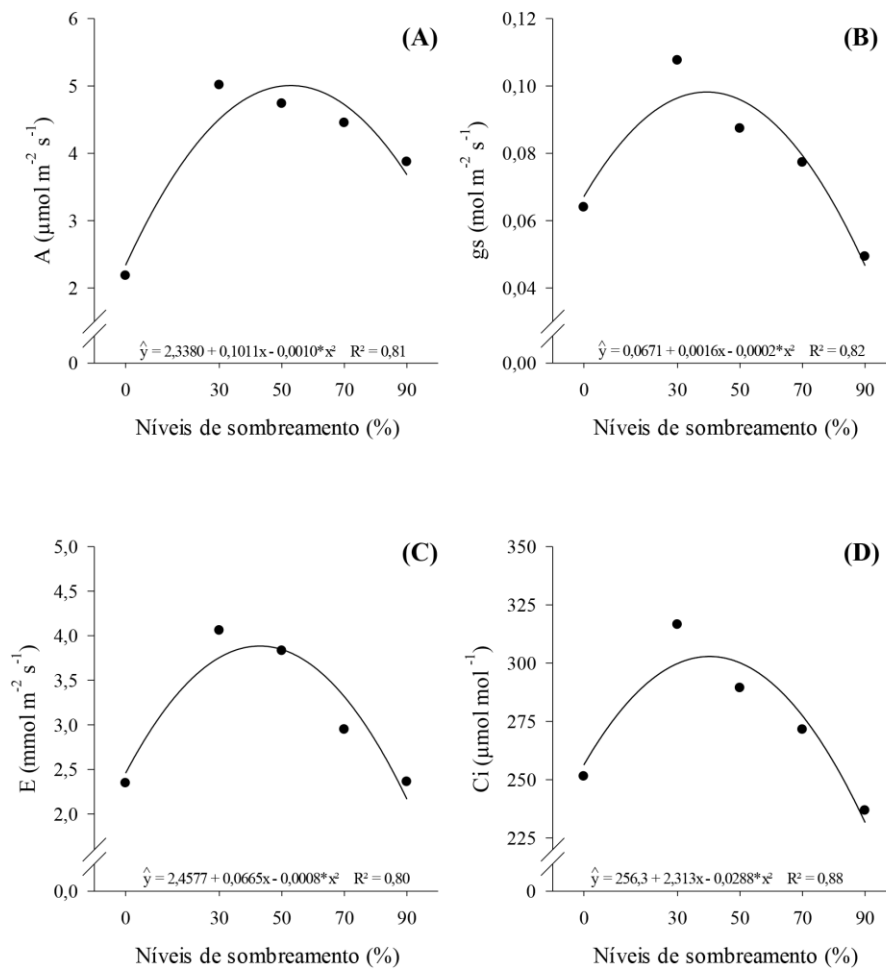 (A)
6
5
4
3
2
0
A (µmol m⁻² s⁻¹)
ŷ = 2,3380 + 0,1011x - 0,0010*x² R² = 0,81
0 30 50 70 90
Níveis de sombreamento (%)
(B)
0,12
0,10
0,08
0,06
0,04
0,00
gs (mol m⁻² s⁻¹)
ŷ = 0,0671 + 0,0016x - 0,0002*x² R² = 0,82
0 30 50 70 90
Níveis de sombreamento (%)
(C)
5,0
4,5
4,0
3,5
3,0
2,5
2,0
0,0
E (mmol m⁻² s⁻¹)
ŷ = 2,4577 + 0,0665x - 0,0008*x² R² = 0,80
0 30 50 70 90
Níveis de sombreamento (%)
(D)
350
325
300
275
250
225
0
Ci (µmol mol⁻¹)
ŷ = 256,3 + 2,313x - 0,0288*x² R² = 0,88
0 30 50 70 90
Níveis de sombreamento (%)